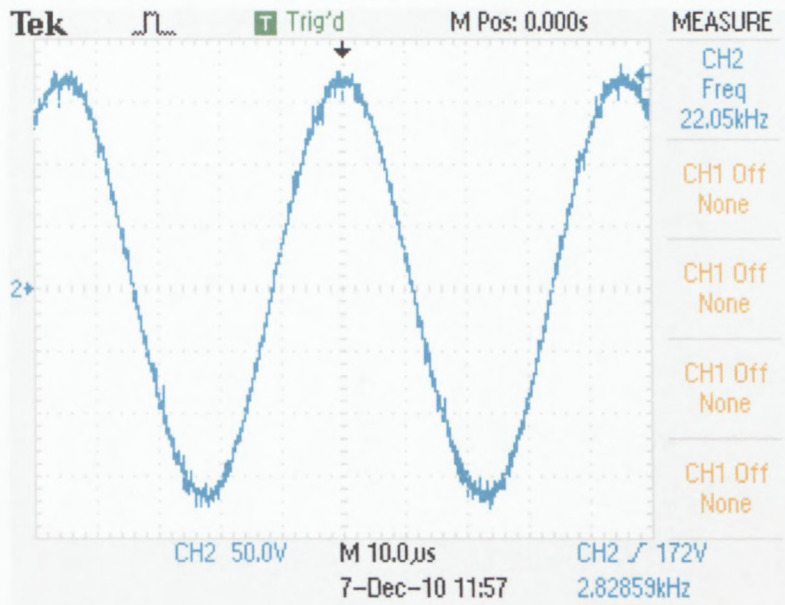 Tek T Trig'd M Pos: 0.000s MEASURE
CH2
Freq
22.05kHz
CH1 Off
None
2
CH1 Off
None
CH1 Off
None
CH1 Off
None
CH2 50.0V M 10.0µs CH2 172V
7-Dec-10 11:57 2.82859kHz